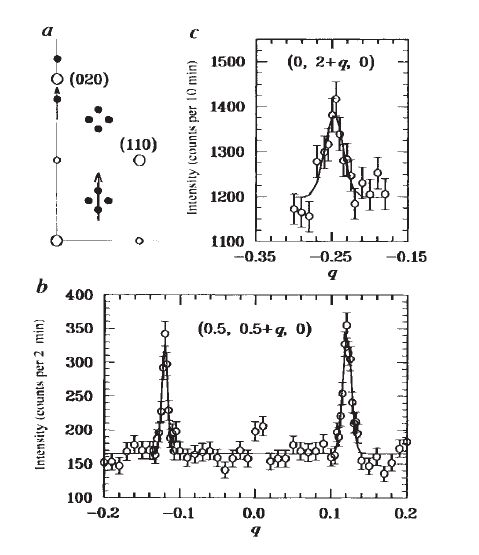 a
(020)
(110)
c
Intensity (counts per 10 min)
1500
1400
1300
1200
1100
(0, 2+q, 0)
-0.35
-0.25
-0.15
q
b
Intensity (counts per 2 min)
400
350
300
250
200
150
100
(0.5, 0.5+q, 0)
-0.2
-0.1
0.0
0.1
0.2
q